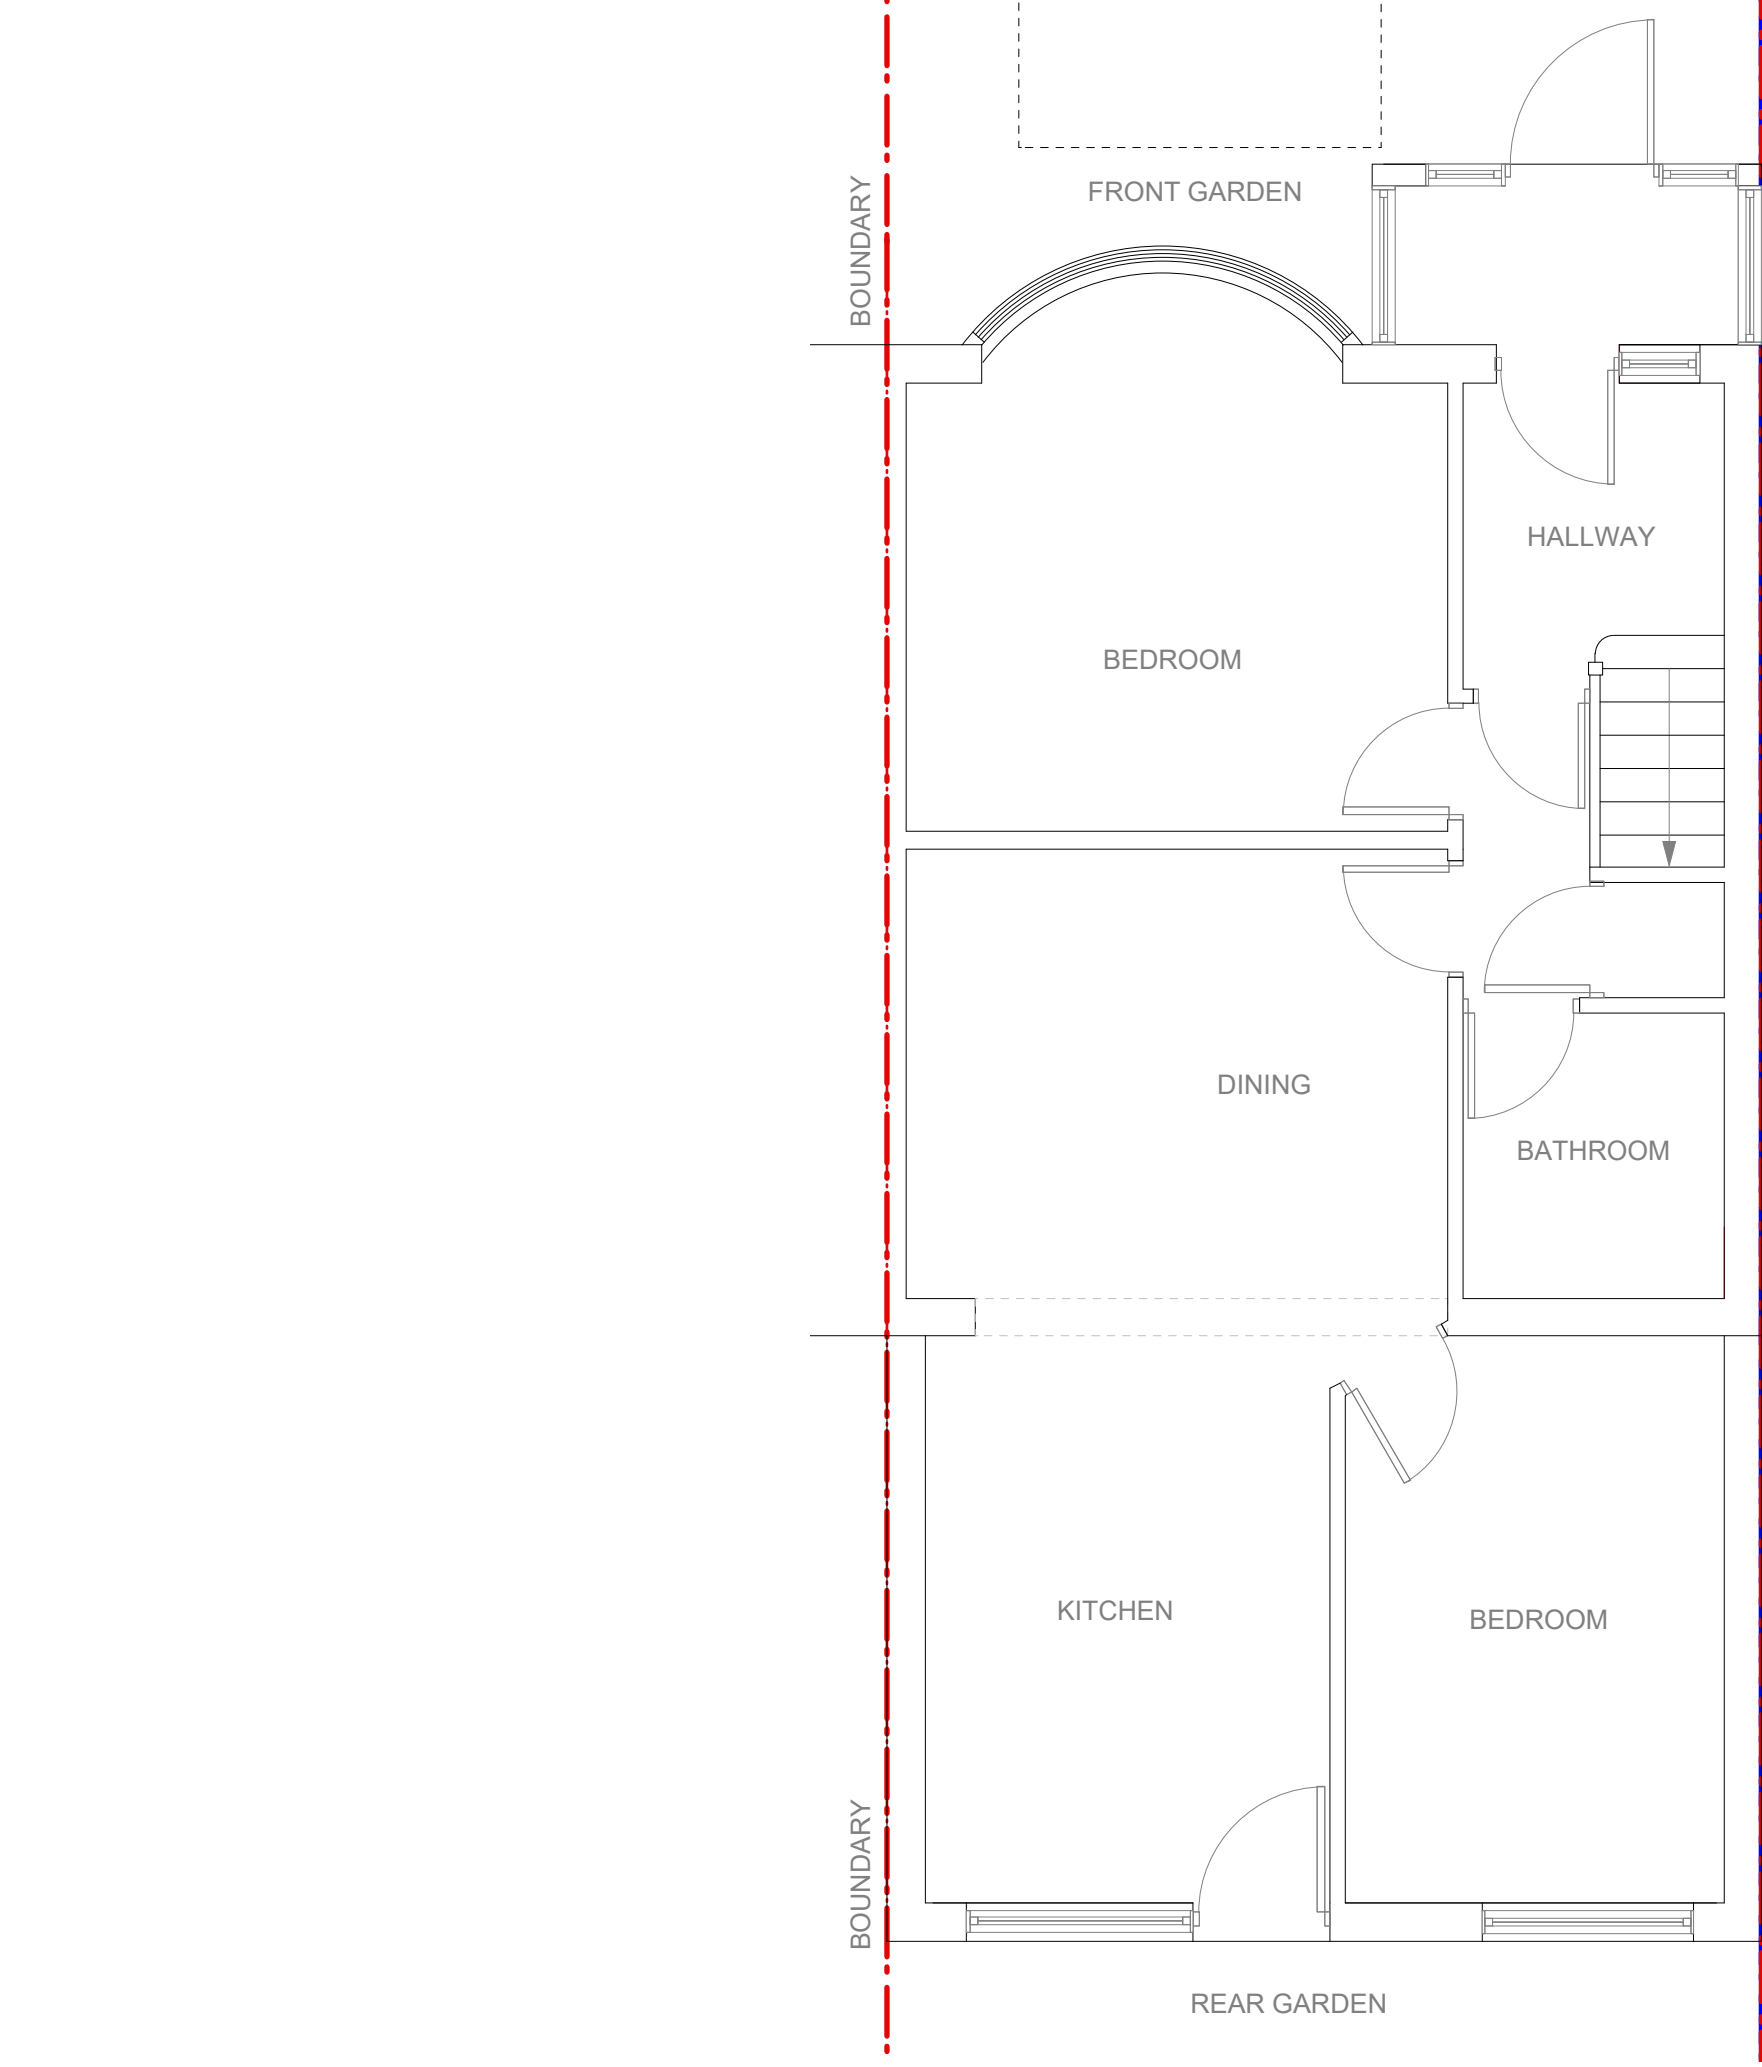 FRONT GARDEN
BOUNDARY
HALLWAY
BEDROOM
DINING
BATHROOM
KITCHEN
BEDROOM
BOUNDARY
REAR GARDEN